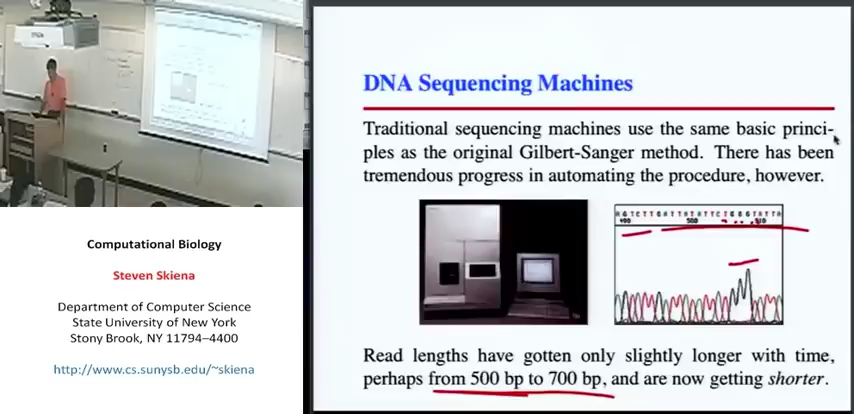 DNA Sequencing Machines
Traditional sequencing machines use the same basic princi-
ples as the original Gilbert-Sanger method. There has been
tremendous progress in automating the procedure, however.
490 500 510
Read lengths have gotten only slightly longer with time,
perhaps from 500 bp to 700 bp, and are now getting shorter.
Computational Biology
Steven Skiena
Department of Computer Science
State University of New York
Stony Brook, NY 11794–4400
http://www.cs.sunysb.edu/~skiena